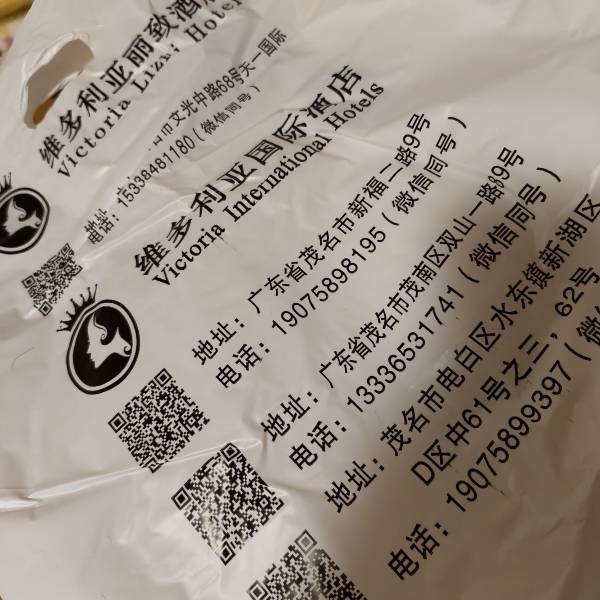 维多利亚丽致酒
Victoria Liz Hotel
文光中路68号天一国际
电话：15338481180（微信同号）
维多利亚国际酒店
Victoria International Hotels
地址：广东省茂名市新福二路9号
电话：19075898195（微信同号）
地址：广东省茂名市茂南区双山一路89号
电话：13336531741（微信同号）
地址：茂名市电白区水东镇新湖区
D区中61号之三，62号
电话：19075899397（微信